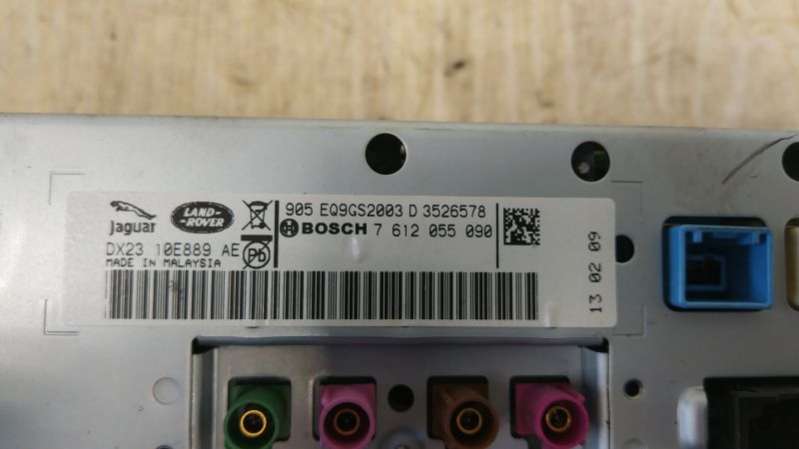 Jaguar
LAND-
-ROVER
905 EQ9GS2003 D 3526578
BOSCH 7 612 055 090
DX23 10E889 AE
Pb
MADE IN MALAYSIA
13 02 09